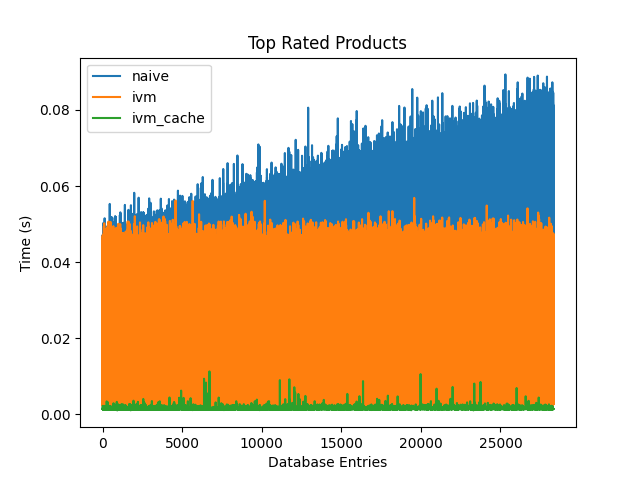 Top Rated Products
naive
ivm
ivm_cache
0.08
0.06
0.04
0.02
0.00
Time (s)
0 5000 10000 15000 20000 25000
Database Entries